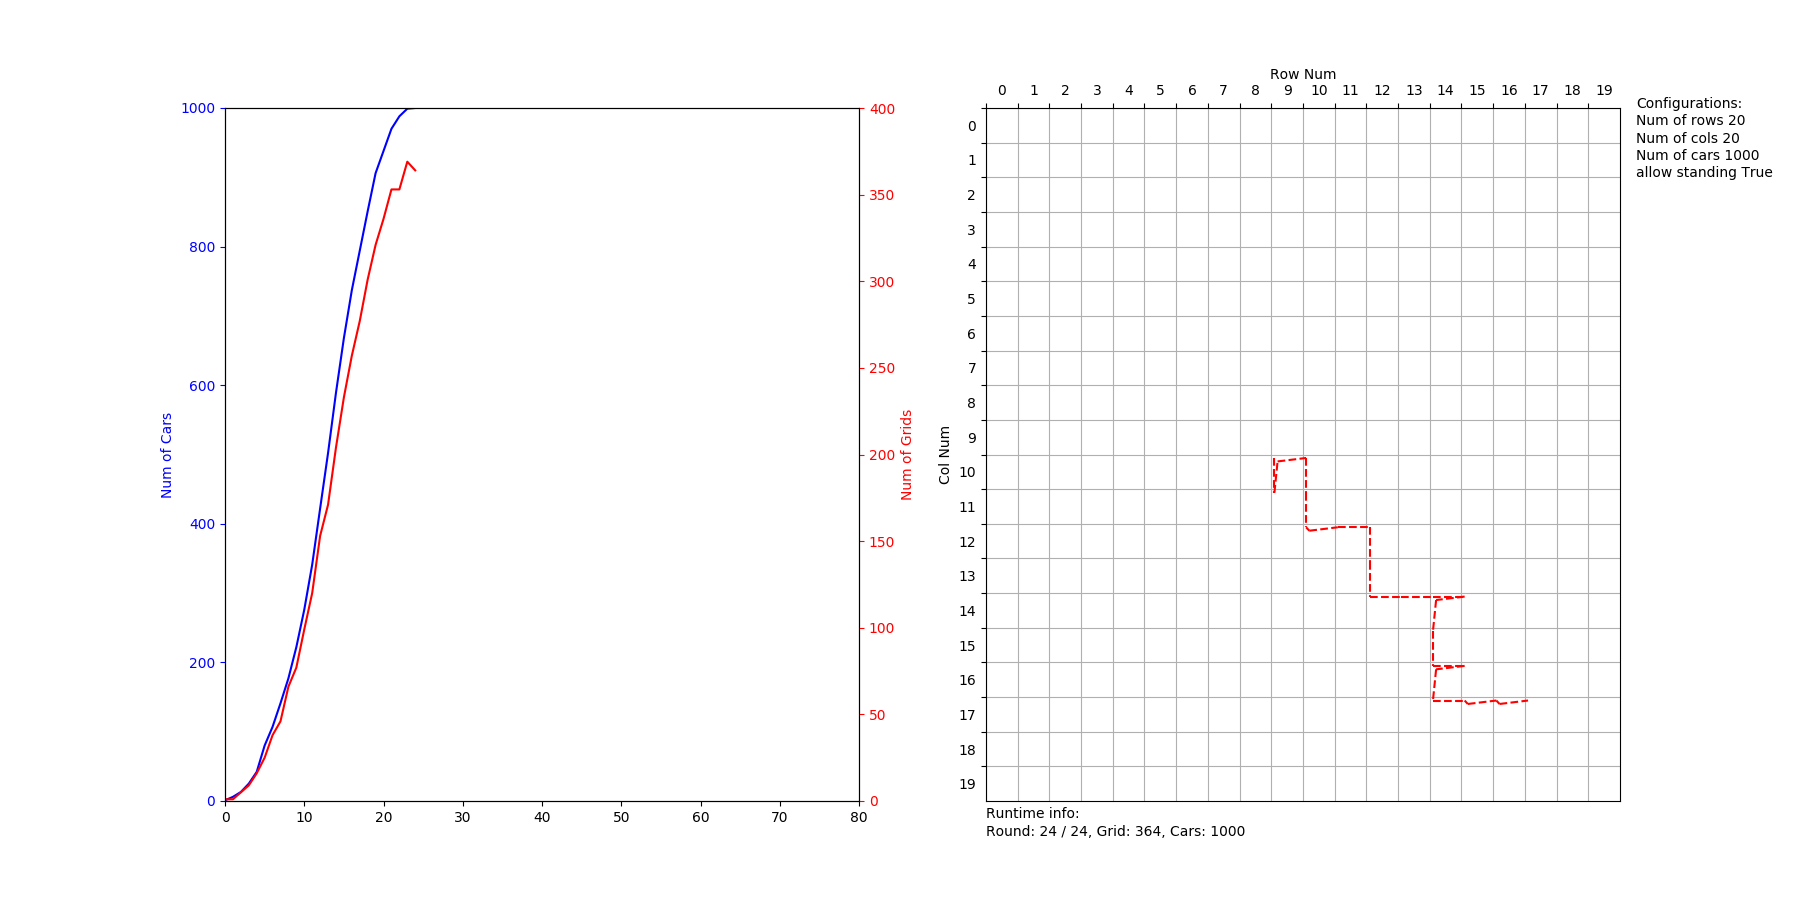 1000
800
600
400
200
0
Num of Cars
0 10 20 30 40 50 60 70 80
400
350
300
250
200
150
100
50
0
Num of Grids
Row Num
0 1 2 3 4 5 6 7 8 9 10 11 12 13 14 15 16 17 18 19
Col Num
0
1
2
3
4
5
6
7
8
9
10
11
12
13
14
15
16
17
18
19
Configurations:
Num of rows 20
Num of cols 20
Num of cars 1000
allow standing True
Runtime info:
Round: 24 / 24, Grid: 364, Cars: 1000